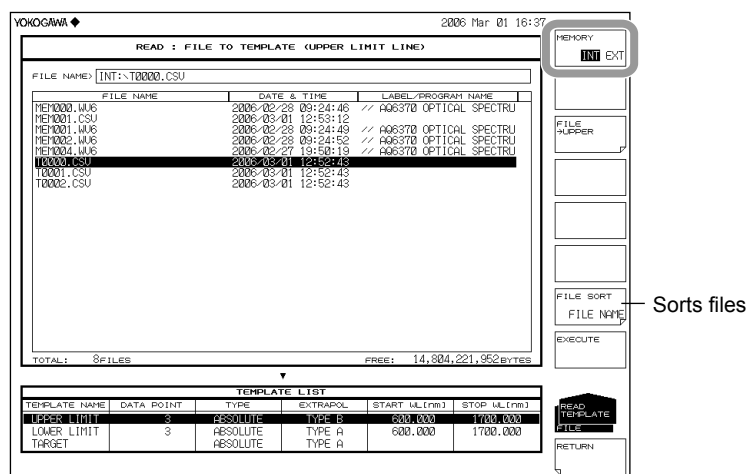 YOKOGAWA ◆ 2006 Mar 01 16:37
READ : FILE TO TEMPLATE (UPPER LIMIT LINE)
MEMORY
INT EXT
FILE NAME> INT:\T0000.CSV
FILE NAME DATE & TIME LABEL/PROGRAM NAME
MEM000.WV6 2006/02/28 09:24:46 // AQ6370 OPTICAL SPECTRU
MEM001.CSV 2006/03/01 12:53:12
MEM001.WV6 2006/02/28 09:24:49 // AQ6370 OPTICAL SPECTRU
MEM002.WV6 2006/02/28 09:24:52 // AQ6370 OPTICAL SPECTRU
MEM004.WV6 2006/02/27 19:50:19 // AQ6370 OPTICAL SPECTRU
T0000.CSV 2006/03/01 12:52:43
T0001.CSV 2006/03/01 12:52:43
T0002.CSV 2006/03/01 12:52:43
FILE
→UPPER
FILE SORT
FILE NAME
Sorts files
EXECUTE
TOTAL: 8FILES FREE: 14,804,221,952BYTES
▼
TEMPLATE LIST
TEMPLATE NAME DATA POINT TYPE EXTRAPOL START WL[nm] STOP WL[nm]
UPPER LIMIT 3 ABSOLUTE TYPE B 600.000 1700.000
LOWER LIMIT 3 ABSOLUTE TYPE A 600.000 1700.000
TARGET ABSOLUTE TYPE A
READ
TEMPLATE
FILE
RETURN